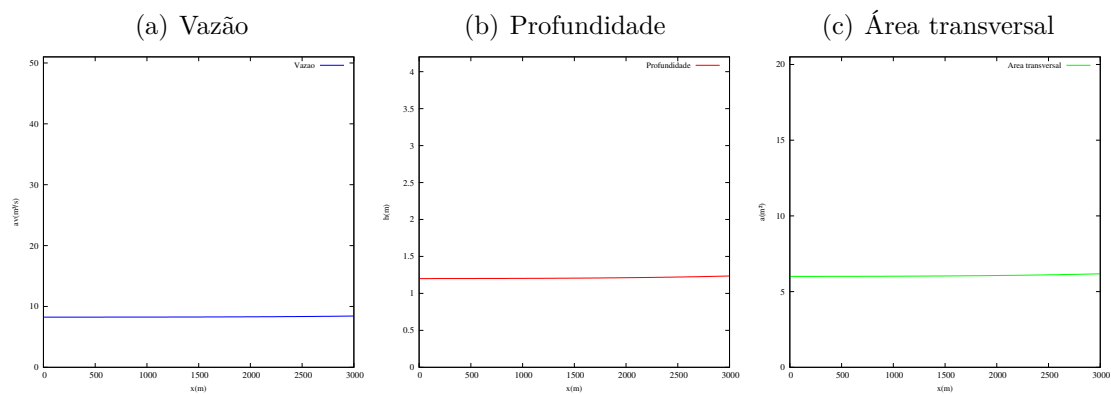 (a) Vazão
(b) Profundidade
(c) Área transversal
Vazao
50
40
30
20
10
0
av(m³/s)
0 500 1000 1500 2000 2500 3000
x(m)
Profundidade
4
3.5
3
2.5
2
1.5
1
0.5
0
h(m)
0 500 1000 1500 2000 2500 3000
x(m)
Area transversal
20
15
10
5
0
a(m²)
0 500 1000 1500 2000 2500 3000
x(m)